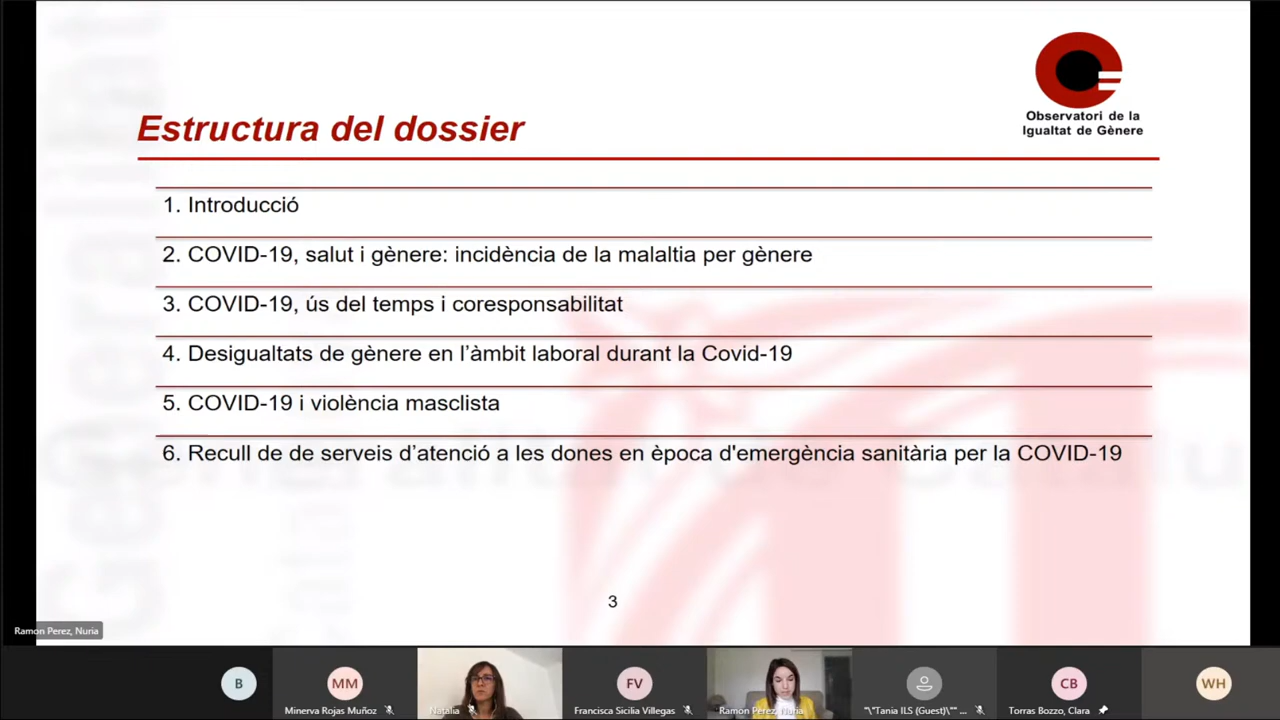 Observatori de la
Igualtat de Gènere
Estructura del dossier
1. Introducció
2. COVID-19, salut i gènere: incidència de la malaltia per gènere
3. COVID-19, ús del temps i coresponsabilitat
4. Desigualtats de gènere en l’àmbit laboral durant la Covid-19
5. COVID-19 i violència masclista
6. Recull de de serveis d’atenció a les dones en època d'emergència sanitària per la COVID-19
3
Ramon Perez, Nuria
B
MM
FV
CB
WH
Minerva Rojas Muñoz
Natalia
Francisca Sicilia Villegas
Ramon Perez, Nuria
"\"Tania ILS (Guest)\"" ...
Torras Bozzo, Clara